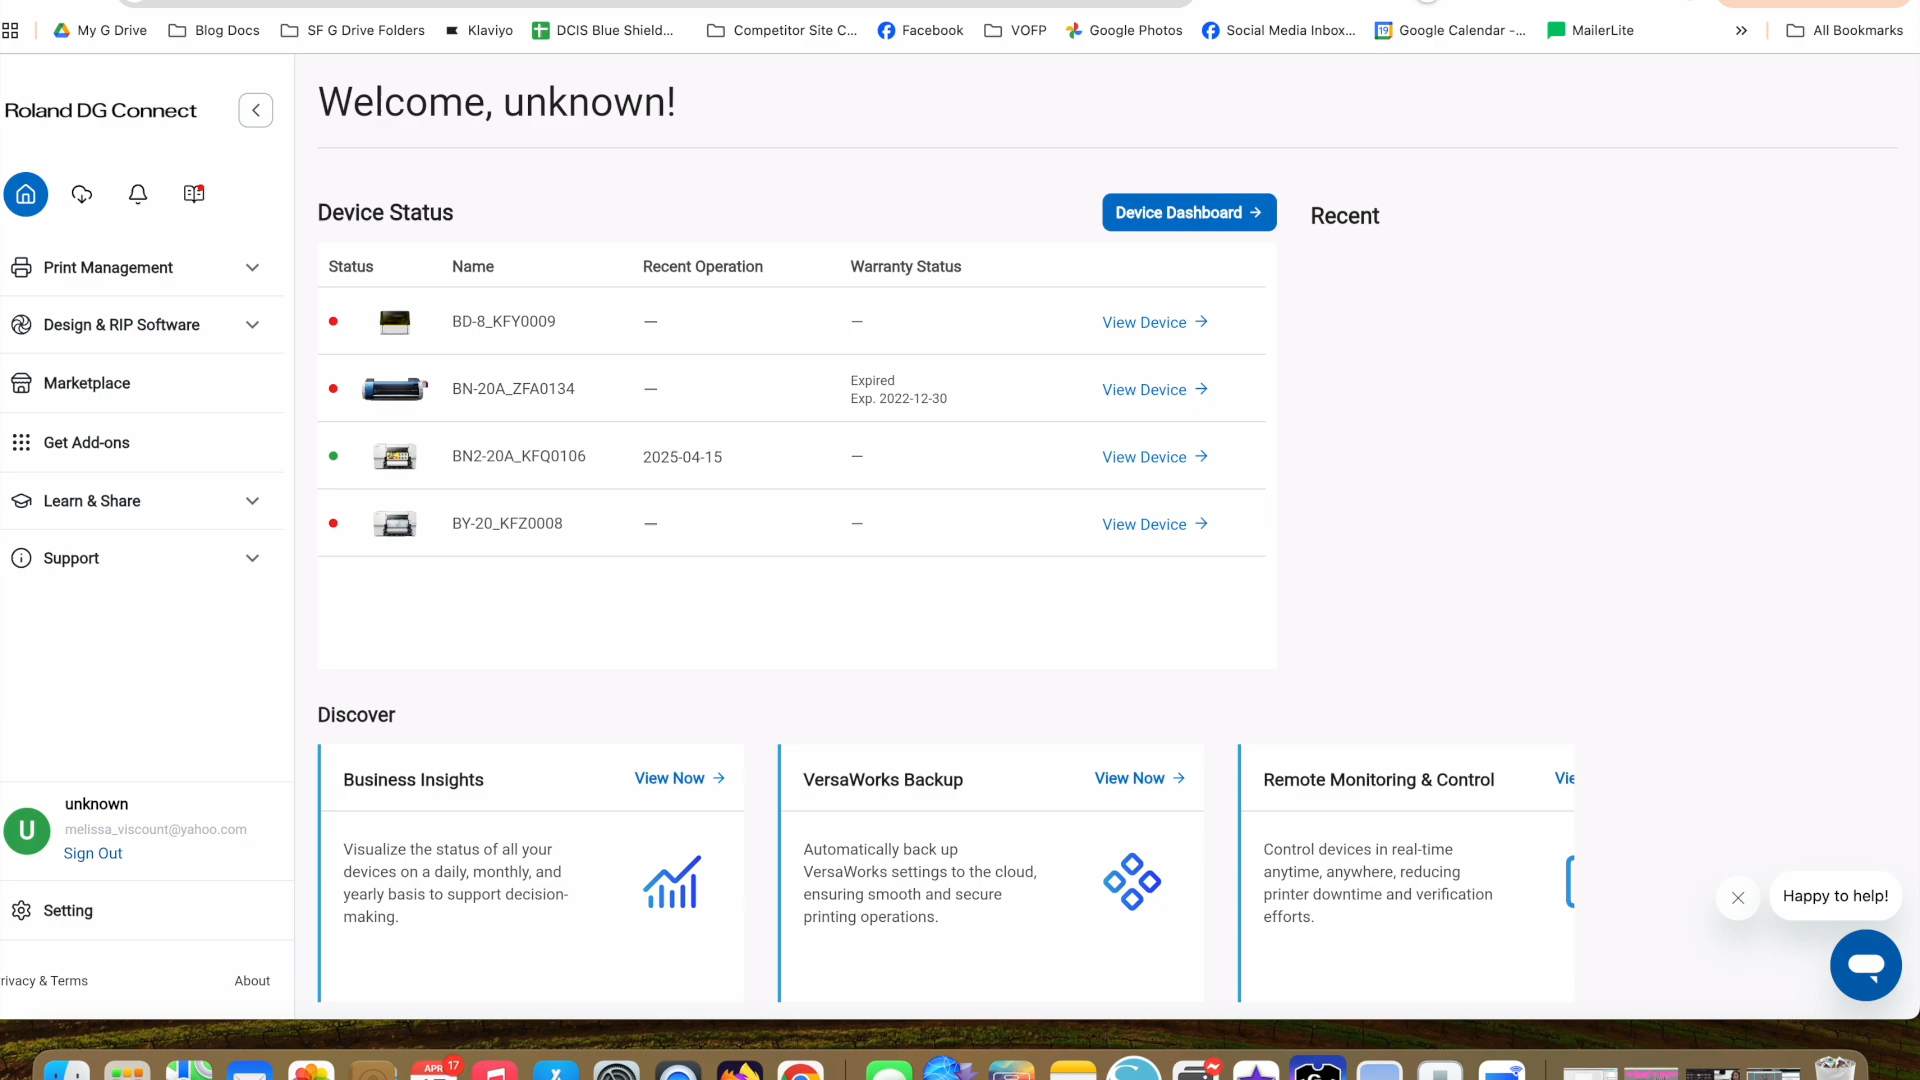 My G Drive
Blog Docs
SF G Drive Folders
Klaviyo
DCIS Blue Shield...
Competitor Site C...
Facebook
VOFP
Google Photos
Social Media Inbox...
19
Google Calendar -...
MailerLite
All Bookmarks
Roland DG Connect
Print Management
Design & RIP Software
Marketplace
Get Add-ons
Learn & Share
Support
U
unknown
melissa_viscount@yahoo.com
Sign Out
Setting
rivacy & Terms
About
Welcome, unknown!
Device Status
Device Dashboard
Recent
Status Name Recent Operation Warranty Status
BD-8_KFY0009 — — View Device
BN-20A_ZFA0134 — Expired View Device
Exp. 2022-12-30
BN2-20A_KFQ0106 2025-04-15 — View Device
BY-20_KFZ0008 — — View Device
Discover
Business Insights
View Now
Visualize the status of all your
devices on a daily, monthly, and
yearly basis to support decision-
making.
VersaWorks Backup
View Now
Automatically back up
VersaWorks settings to the cloud,
ensuring smooth and secure
printing operations.
Remote Monitoring & Control
Vie
Control devices in real-time
anytime, anywhere, reducing
printer downtime and verification
efforts.
Happy to help!
APR 17